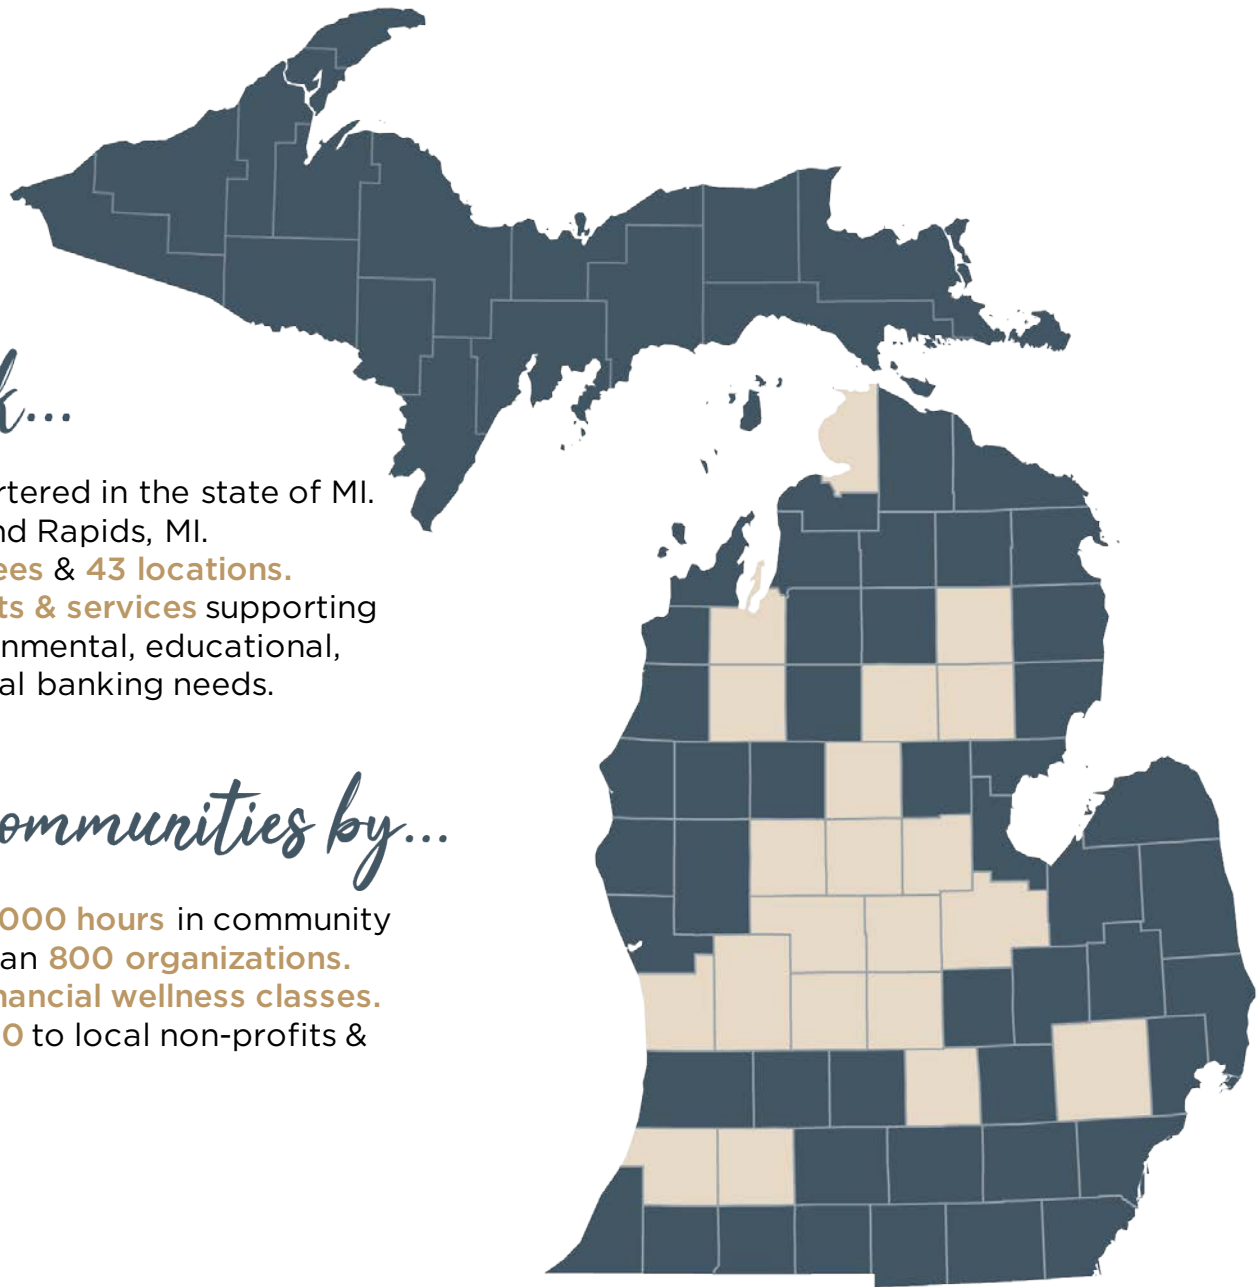 k...
rtered in the state of MI.
nd Rapids, MI.
ees & 43 locations.
ts & services supporting
nmental, educational,
al banking needs.
ommunities by...
000 hours in community
an 800 organizations.
nancial wellness classes.
0 to local non-profits &